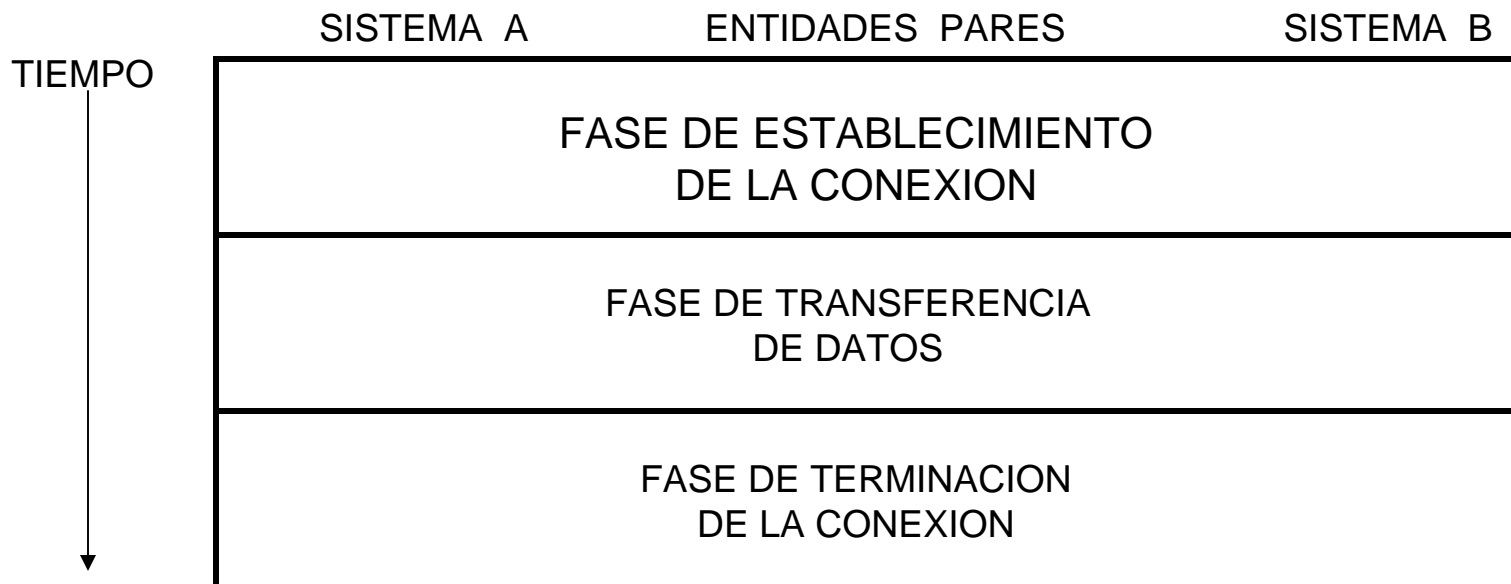 SISTEMA A ENTIDADES PARES SISTEMA B
TIEMPO
FASE DE ESTABLECIMIENTO
DE LA CONEXION
FASE DE TRANSFERENCIA
DE DATOS
FASE DE TERMINACION
DE LA CONEXION